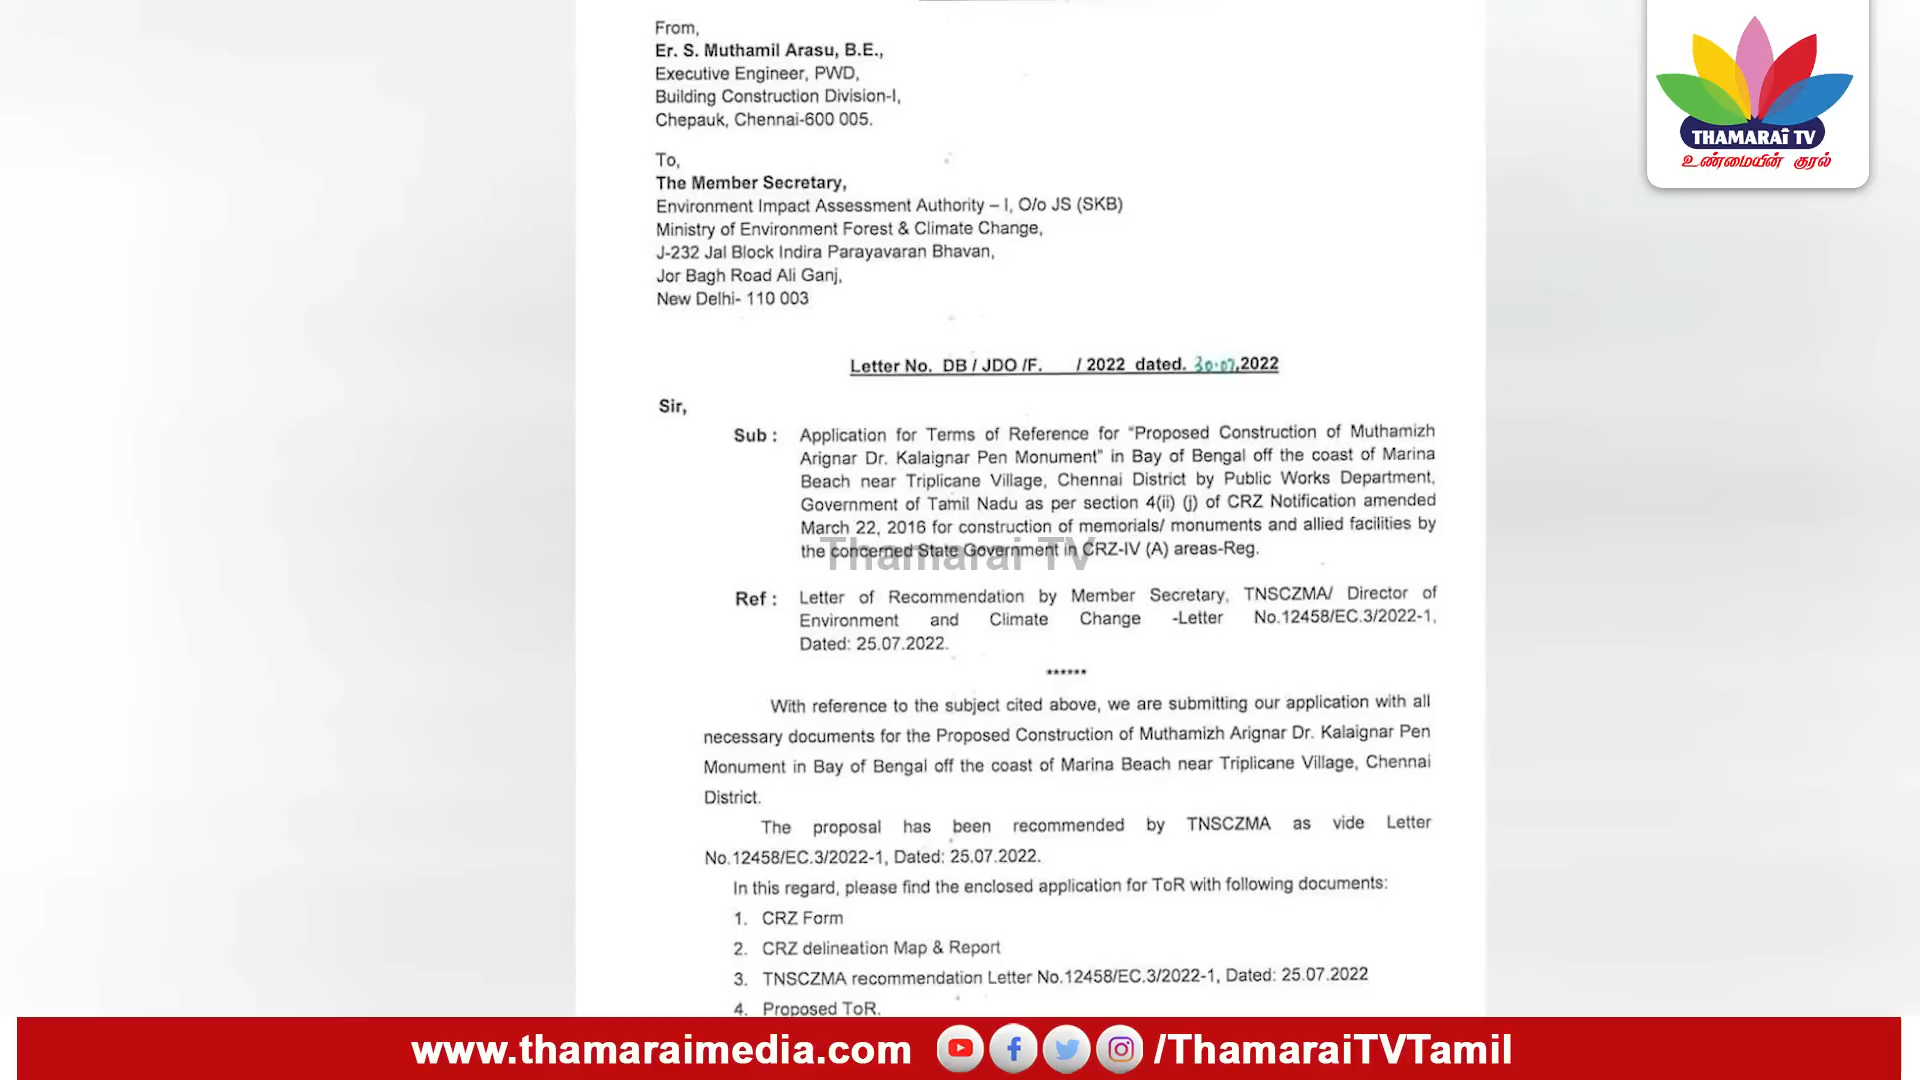 From,
Er. S. Muthamil Arasu, B.E.,
Executive Engineer, PWD,
Building Construction Division-I,
Chepauk, Chennai-600 005.
To,
The Member Secretary,
Environment Impact Assessment Authority – I, O/o JS (SKB)
Ministry of Environment Forest & Climate Change,
J-232 Jal Block Indira Parayavaran Bhavan,
Jor Bagh Road Ali Ganj,
New Delhi- 110 003
Letter No. DB / JDO /F. / 2022 dated. 30.07.2022
Sir,
Sub : Application for Terms of Reference for “Proposed Construction of Muthamizh
Arignar Dr. Kalaignar Pen Monument” in Bay of Bengal off the coast of Marina
Beach near Triplicane Village, Chennai District by Public Works Department,
Government of Tamil Nadu as per section 4(ii) (j) of CRZ Notification amended
March 22, 2016 for construction of memorials/ monuments and allied facilities by
the concerned State Government in CRZ-IV (A) areas-Reg.
Thamarai TV
Ref : Letter of Recommendation by Member Secretary, TNSCZMA/ Director of
Environment and Climate Change -Letter No.12458/EC.3/2022-1,
Dated: 25.07.2022.
******
With reference to the subject cited above, we are submitting our application with all
necessary documents for the Proposed Construction of Muthamizh Arignar Dr. Kalaignar Pen
Monument in Bay of Bengal off the coast of Marina Beach near Triplicane Village, Chennai
District.
The proposal has been recommended by TNSCZMA as vide Letter
No.12458/EC.3/2022-1, Dated: 25.07.2022.
In this regard, please find the enclosed application for ToR with following documents:
1. CRZ Form
2. CRZ delineation Map & Report
3. TNSCZMA recommendation Letter No.12458/EC.3/2022-1, Dated: 25.07.2022
4. Proposed ToR.
THAMARAI TV
உண்மையின் குரல்
www.thamaraimedia.com /ThamaraiTVTamil